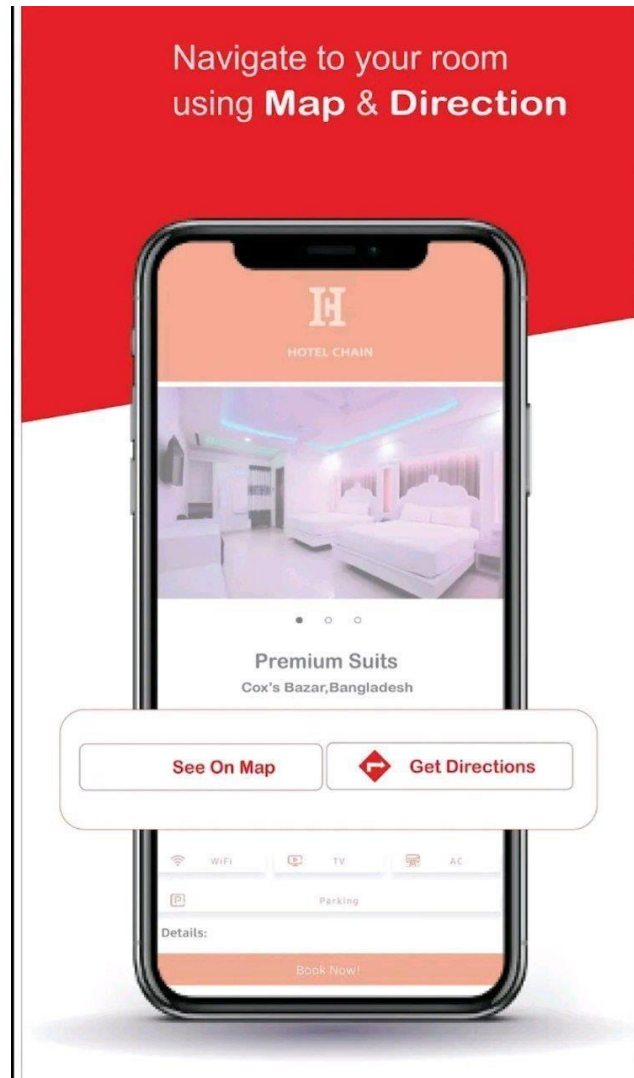 Navigate to your room
using Map & Direction
HOTEL CHAIN
Premium Suits
Cox's Bazar,Bangladesh
See On Map
Get Directions
WiFi
TV
AC
P
Parking
Details:
Book Now!